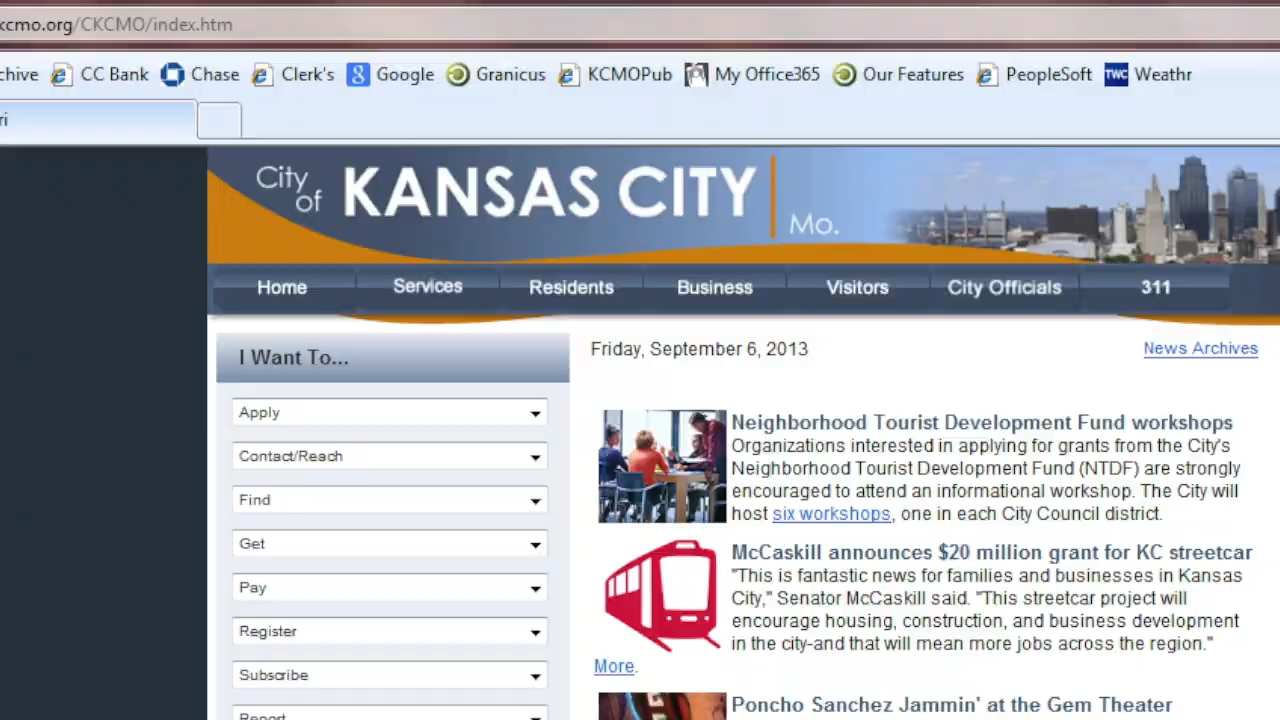 kcmo.org/CKCMO/index.htm
chive CC Bank Chase Clerk's Google Granicus KCMOPub My Office365 Our Features PeopleSoft TWC Weathr
ri
City of KANSAS CITY Mo.
Home Services Residents Business Visitors City Officials 311
I Want To...
Apply
Contact/Reach
Find
Get
Pay
Register
Subscribe
Report
Friday, September 6, 2013 News Archives
Neighborhood Tourist Development Fund workshops
Organizations interested in applying for grants from the City's
Neighborhood Tourist Development Fund (NTDF) are strongly
encouraged to attend an informational workshop. The City will
host six workshops, one in each City Council district.
McCaskill announces $20 million grant for KC streetcar
"This is fantastic news for families and businesses in Kansas
City," Senator McCaskill said. "This streetcar project will
encourage housing, construction, and business development
in the city-and that will mean more jobs across the region."
More.
Poncho Sanchez Jammin' at the Gem Theater